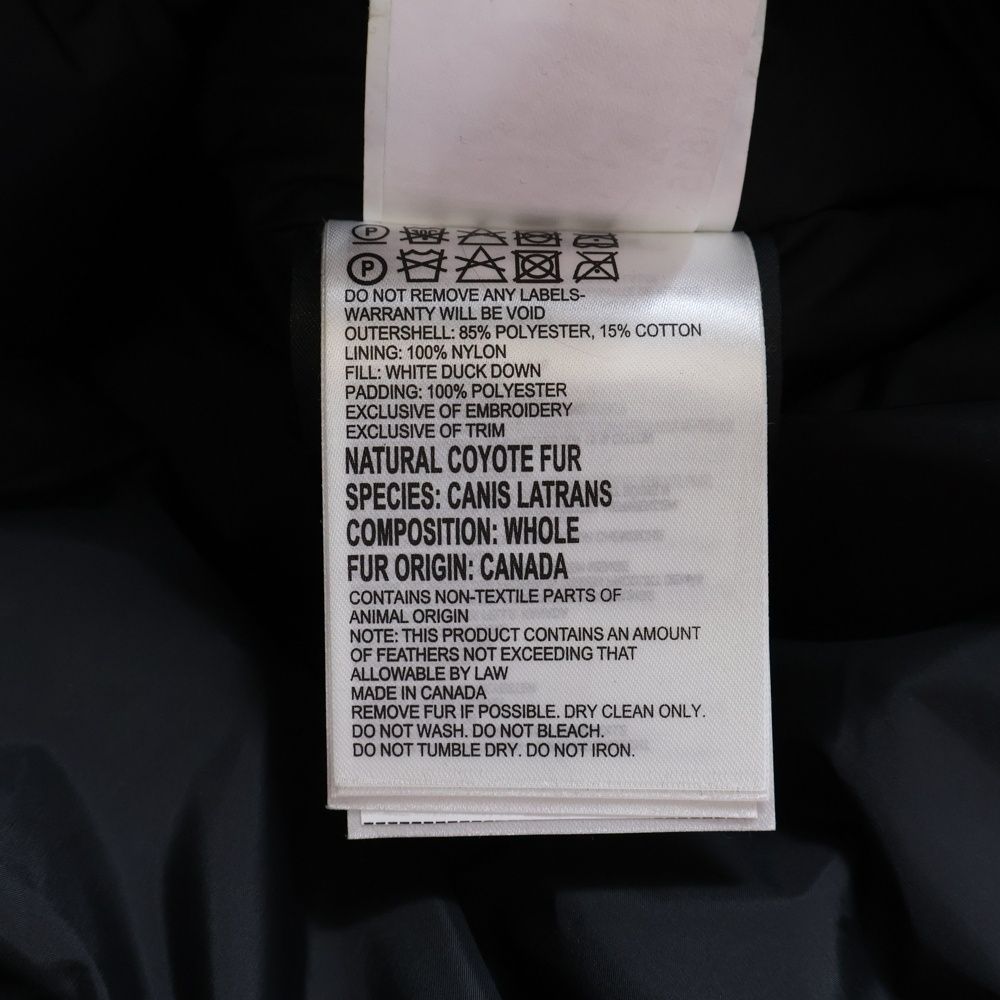 P 30C
P
DO NOT REMOVE ANY LABELS-
WARRANTY WILL BE VOID
OUTERSHELL: 85% POLYESTER, 15% COTTON
LINING: 100% NYLON
FILL: WHITE DUCK DOWN
PADDING: 100% POLYESTER
EXCLUSIVE OF EMBROIDERY
EXCLUSIVE OF TRIM
NATURAL COYOTE FUR
SPECIES: CANIS LATRANS
COMPOSITION: WHOLE
FUR ORIGIN: CANADA
CONTAINS NON-TEXTILE PARTS OF
ANIMAL ORIGIN
NOTE: THIS PRODUCT CONTAINS AN AMOUNT
OF FEATHERS NOT EXCEEDING THAT
ALLOWABLE BY LAW
MADE IN CANADA
REMOVE FUR IF POSSIBLE. DRY CLEAN ONLY.
DO NOT WASH. DO NOT BLEACH.
DO NOT TUMBLE DRY. DO NOT IRON.